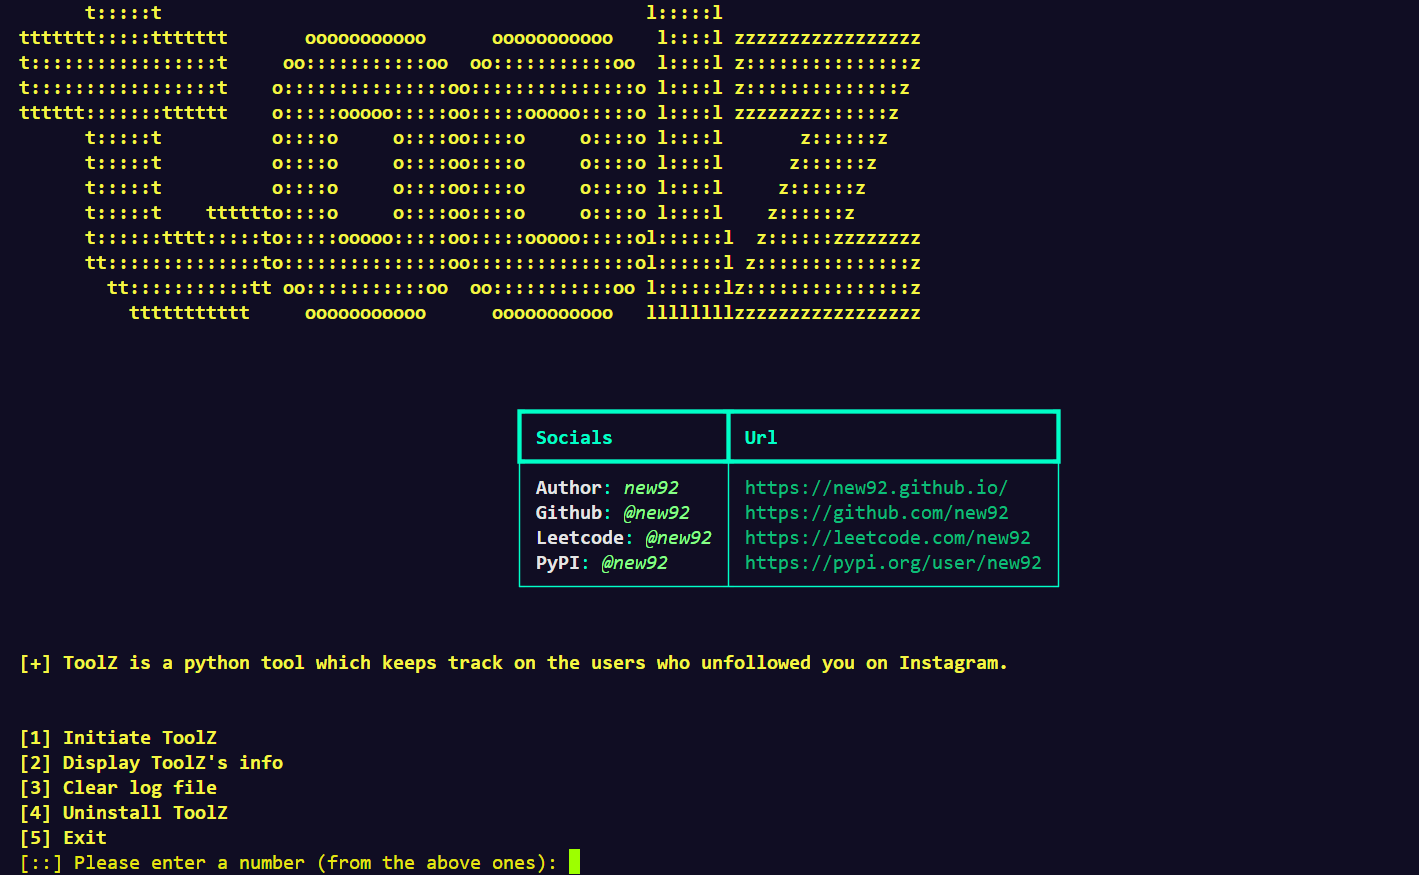 t:::::t                                            l:::::l
ttttttt:::::ttttttt       ooooooooooo      ooooooooooo    l::::l zzzzzzzzzzzzzzzzz
t:::::::::::::::::t     oo:::::::::::oo  oo:::::::::::oo  l::::l z:::::::::::::::z
t:::::::::::::::::t    o:::::::::::::::oo:::::::::::::::o l::::l z::::::::::::::z
tttttt:::::::tttttt    o:::::ooooo:::::oo:::::ooooo:::::o l::::l zzzzzzzz::::::z
      t:::::t          o::::o     o::::oo::::o     o::::o l::::l       z::::::z
      t:::::t          o::::o     o::::oo::::o     o::::o l::::l      z::::::z
      t:::::t          o::::o     o::::oo::::o     o::::o l::::l     z::::::z
      t:::::t    tttttto::::o     o::::oo::::o     o::::o l::::l    z::::::z
      t::::::tttt:::::to:::::ooooo:::::oo:::::ooooo:::::ol::::::l  z::::::zzzzzzzz
      tt::::::::::::::to:::::::::::::::oo:::::::::::::::ol::::::l z::::::::::::::z
        tt:::::::::::tt oo:::::::::::oo  oo:::::::::::oo l::::::lz:::::::::::::::z
          ttttttttttt     ooooooooooo      ooooooooooo   llllllllzzzzzzzzzzzzzzzzz
Socials Url
Author: new92 https://new92.github.io/
Github: @new92 https://github.com/new92
Leetcode: @new92 https://leetcode.com/new92
PyPI: @new92 https://pypi.org/user/new92
[+] ToolZ is a python tool which keeps track on the users who unfollowed you on Instagram.
[1] Initiate ToolZ
[2] Display ToolZ's info
[3] Clear log file
[4] Uninstall ToolZ
[5] Exit
[::] Please enter a number (from the above ones):